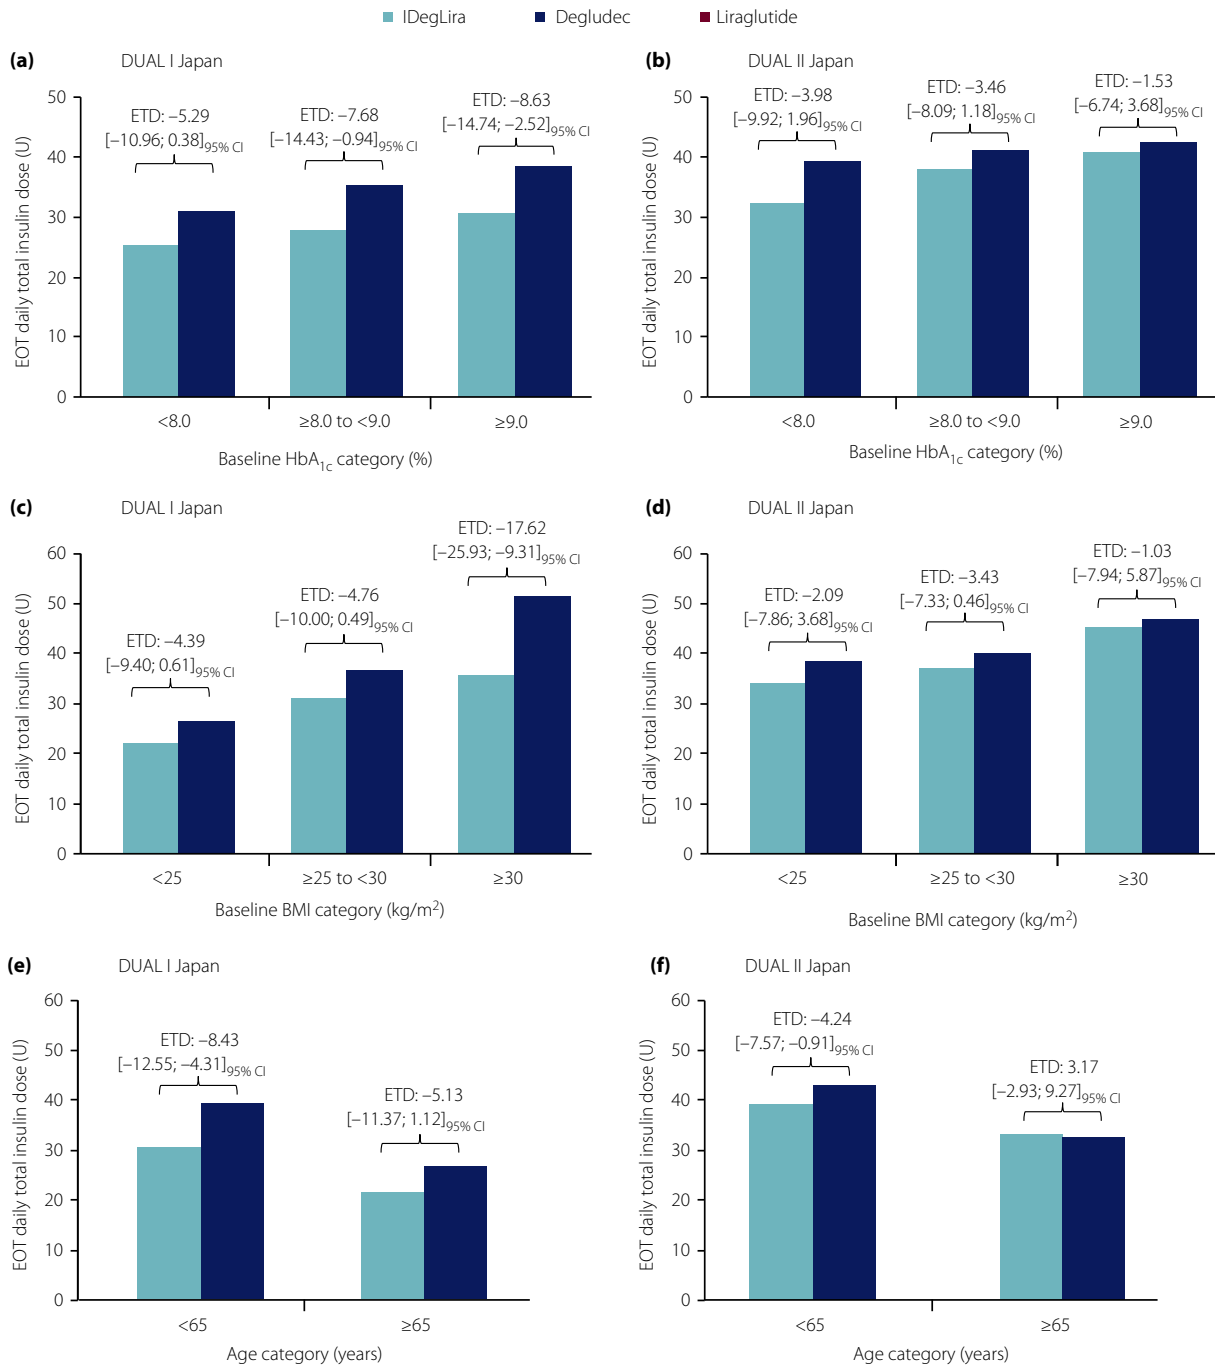 IDegLira Degludec Liraglutide
(a) DUAL I Japan
EOT daily total insulin dose (U)
50
40
30
20
10
0
ETD: –5.29
[–10.96; 0.38]95% CI
ETD: –7.68
[–14.43; –0.94]95% CI
ETD: –8.63
[–14.74; –2.52]95% CI
<8.0 ≥8.0 to <9.0 ≥9.0
Baseline HbA1c category (%)
(b) DUAL II Japan
EOT daily total insulin dose (U)
50
40
30
20
10
0
ETD: –3.98
[–9.92; 1.96]95% CI
ETD: –3.46
[–8.09; 1.18]95% CI
ETD: –1.53
[–6.74; 3.68]95% CI
<8.0 ≥8.0 to <9.0 ≥9.0
Baseline HbA1c category (%)
(c) DUAL I Japan
EOT daily total insulin dose (U)
60
50
40
30
20
10
0
ETD: –4.39
[–9.40; 0.61]95% CI
ETD: –4.76
[–10.00; 0.49]95% CI
ETD: –17.62
[–25.93; –9.31]95% CI
<25 ≥25 to <30 ≥30
Baseline BMI category (kg/m2)
(d) DUAL II Japan
EOT daily total insulin dose (U)
60
50
40
30
20
10
0
ETD: –2.09
[–7.86; 3.68]95% CI
ETD: –3.43
[–7.33; 0.46]95% CI
ETD: –1.03
[–7.94; 5.87]95% CI
<25 ≥25 to <30 ≥30
Baseline BMI category (kg/m2)
(e) DUAL I Japan
EOT daily total insulin dose (U)
60
50
40
30
20
10
0
ETD: –8.43
[–12.55; –4.31]95% CI
ETD: –5.13
[–11.37; 1.12]95% CI
<65 ≥65
Age category (years)
(f) DUAL II Japan
EOT daily total insulin dose (U)
60
50
40
30
20
10
0
ETD: –4.24
[–7.57; –0.91]95% CI
ETD: 3.17
[–2.93; 9.27]95% CI
<65 ≥65
Age category (years)